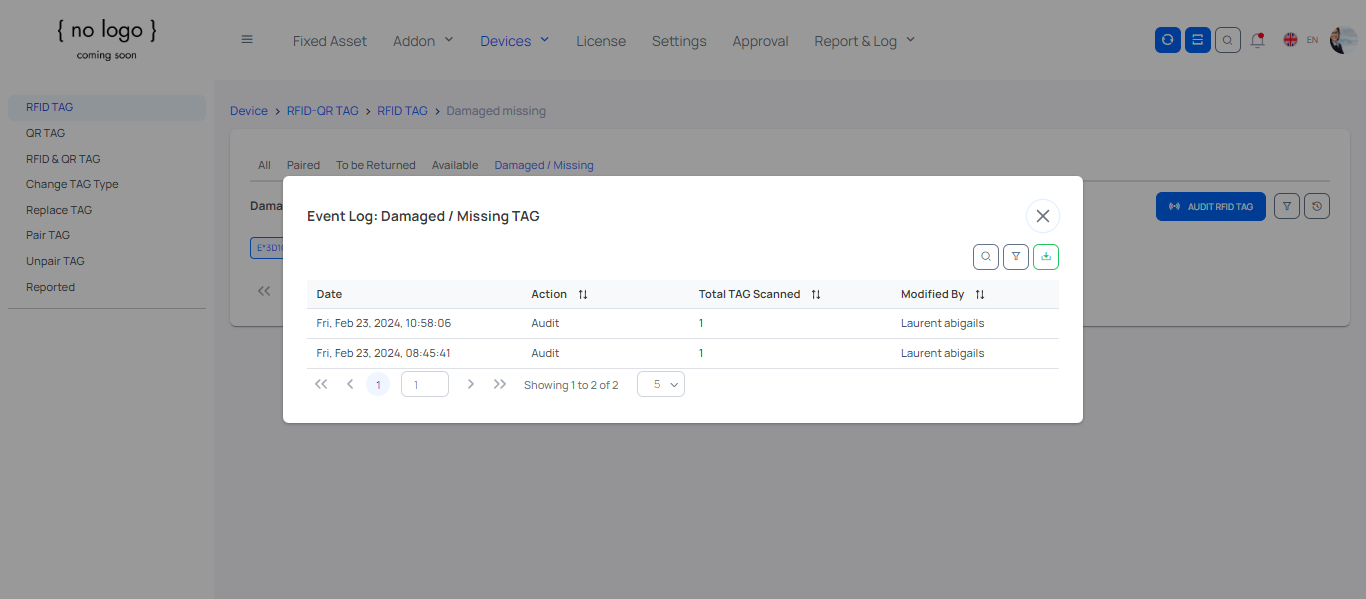 { no logo }
coming soon
Fixed Asset Addon Devices License Settings Approval Report & Log EN
RFID TAG
QR TAG
RFID & QR TAG
Change TAG Type
Replace TAG
Pair TAG
Unpair TAG
Reported
Device > RFID-QR TAG > RFID TAG > Damaged missing
All Paired To be Returned Available Damaged / Missing
AUDIT RFID TAG
Event Log: Damaged / Missing TAG
Date Action Total TAG Scanned Modified By
Fri, Feb 23, 2024, 10:58:06 Audit 1 Laurent abigails
Fri, Feb 23, 2024, 08:45:41 Audit 1 Laurent abigails
1 1 Showing 1 to 2 of 2 5